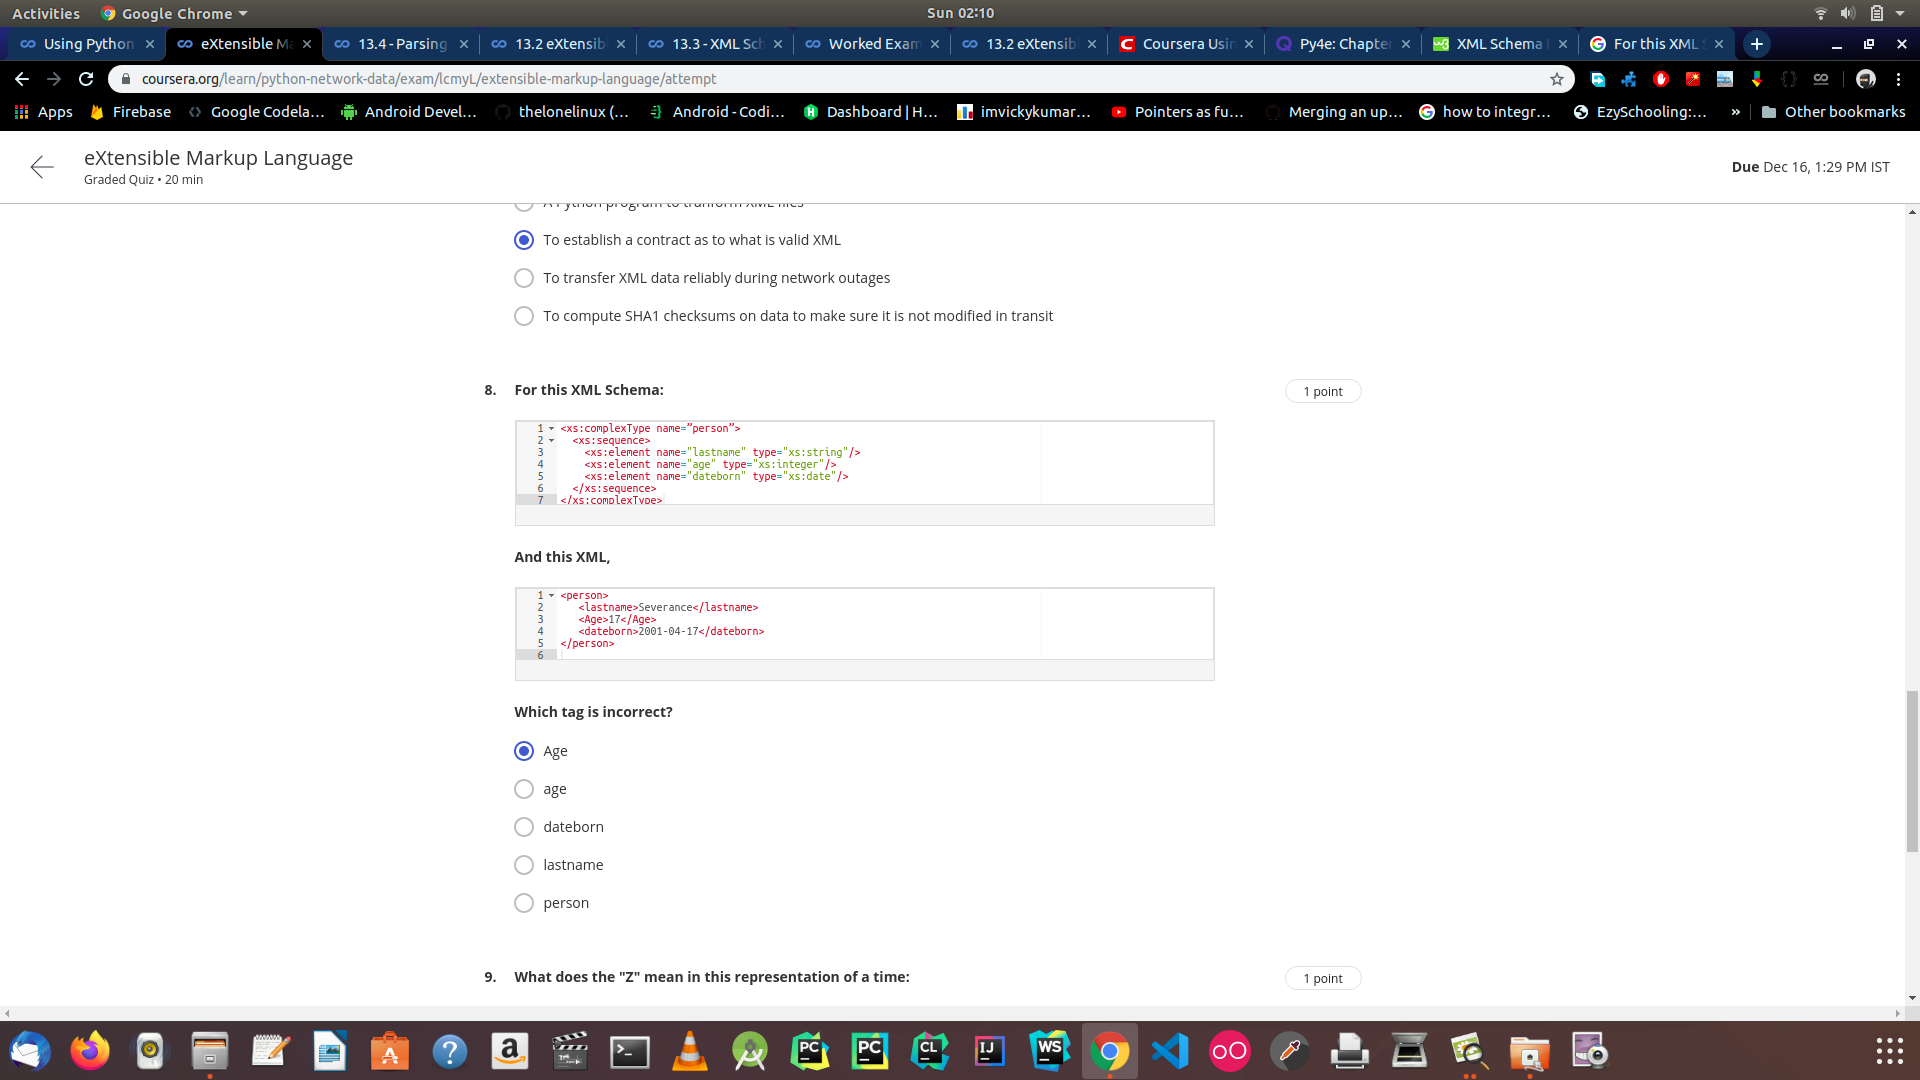 Activities Google Chrome Sun 02:10
Using Python eXtensible Ma 13.4 - Parsing 13.2 eXtensib 13.3 - XML Sch Worked Exam 13.2 eXtensib Coursera Usin Py4e: Chapter XML Schema For this XML S
coursera.org/learn/python-network-data/exam/lcmyL/extensible-markup-language/attempt
Apps Firebase Google Codela... Android Devel... thelonelinux (... Android - Codi... Dashboard | H... imvickykumar... Pointers as fu... Merging an up... how to integr... EzySchooling:... » Other bookmarks
eXtensible Markup Language
Graded Quiz • 20 min
Due Dec 16, 1:29 PM IST
A Python program to tranform XML files
To establish a contract as to what is valid XML
To transfer XML data reliably during network outages
To compute SHA1 checksums on data to make sure it is not modified in transit
8. For this XML Schema: 1 point
1 <xs:complexType name=”person”>
2 <xs:sequence>
3 <xs:element name="lastname" type="xs:string"/>
4 <xs:element name="age" type="xs:integer"/>
5 <xs:element name="dateborn" type="xs:date"/>
6 </xs:sequence>
7 </xs:complexType>
And this XML,
1 <person>
2 <lastname>Severance</lastname>
3 <Age>17</Age>
4 <dateborn>2001-04-17</dateborn>
5 </person>
6
Which tag is incorrect?
Age
age
dateborn
lastname
person
9. What does the "Z" mean in this representation of a time: 1 point